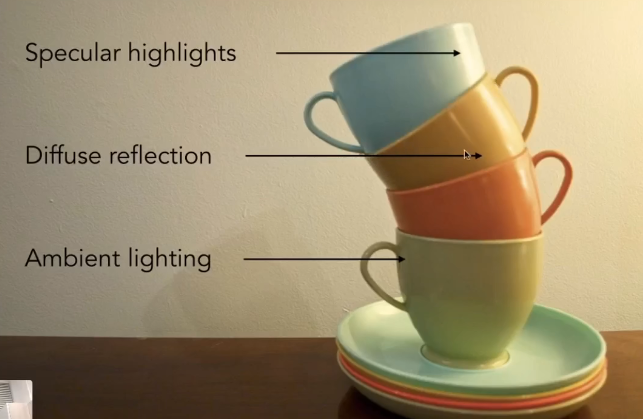 Specular highlights
Diffuse reflection
Ambient lighting